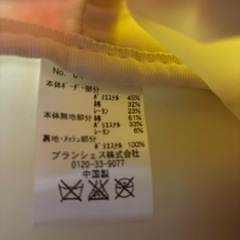 No.
本体ボーダー部分
ポリエステル 45%
綿 32%
レーヨン 23%
本体無地部分 綿 61%
ポリエステル 33%
レーヨン 6%
裏地・メッシュ部分
ポリエステル 100%
ブランシェス株式会社
0120-33-9077
中国製